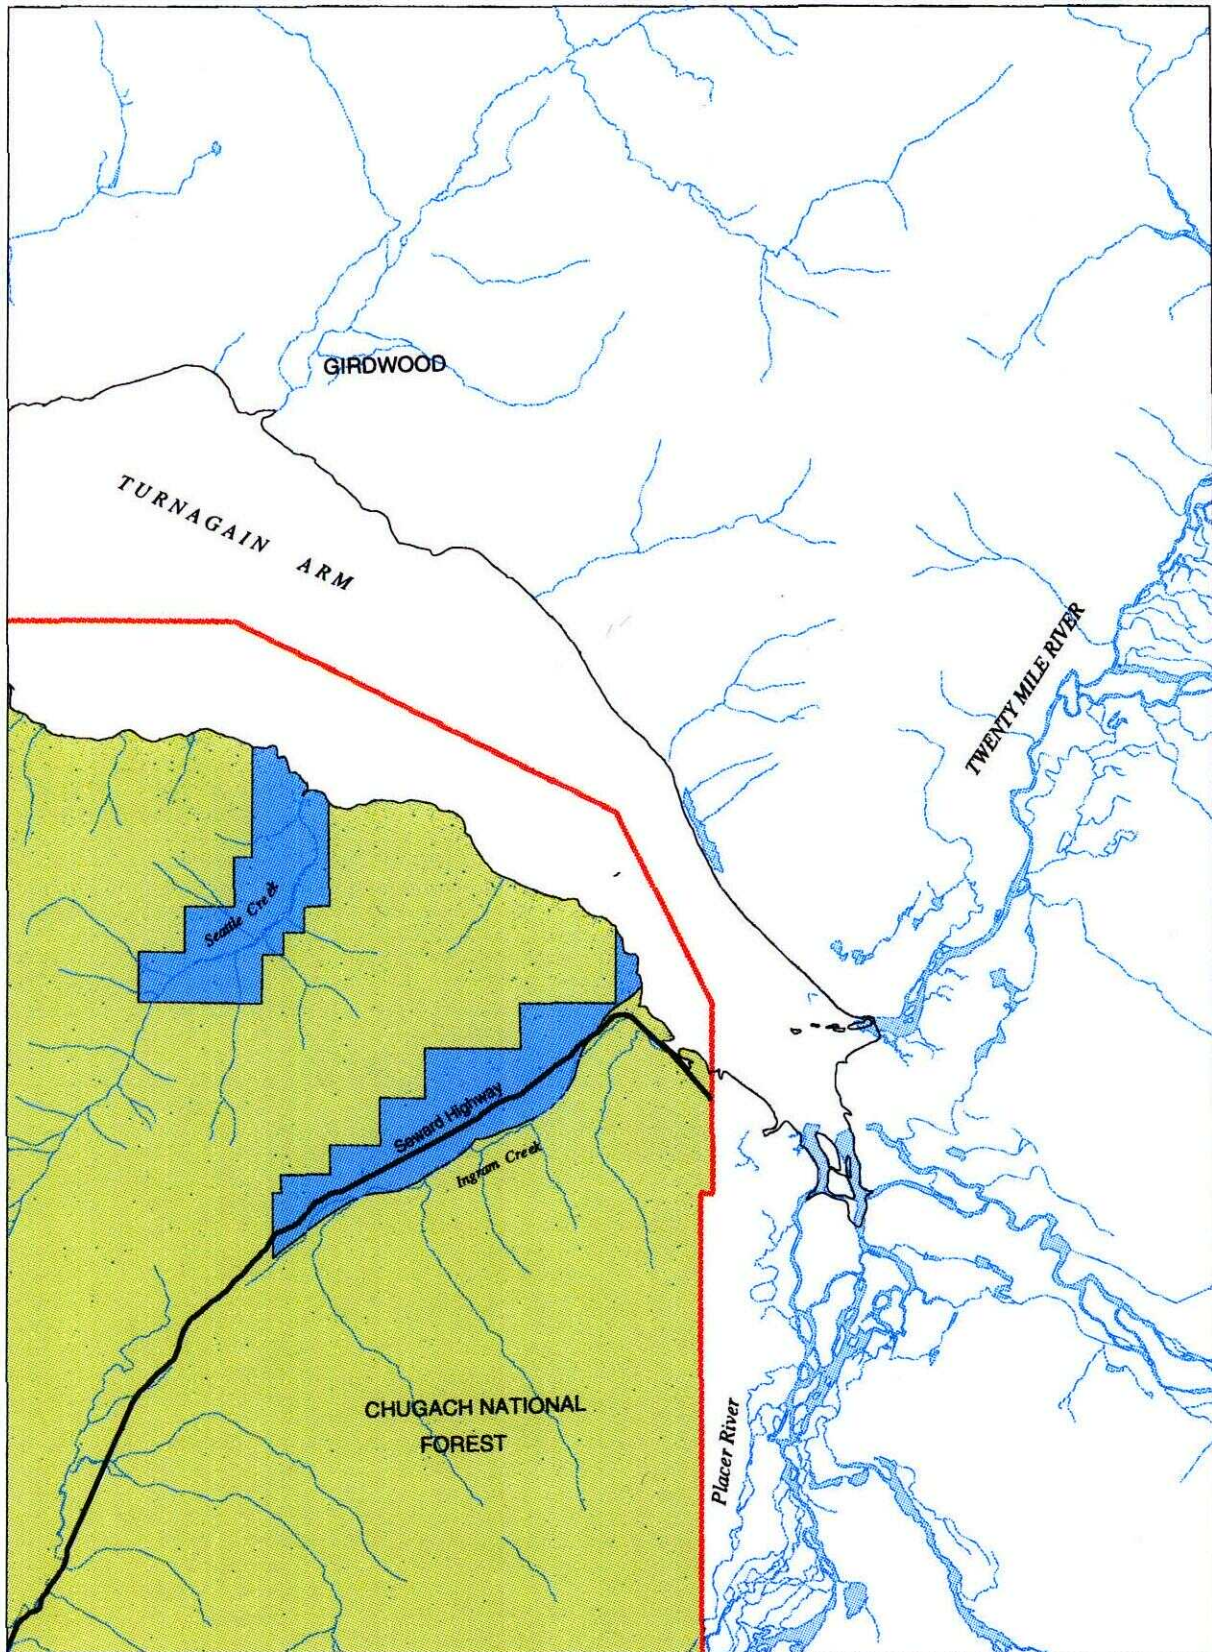 GIRDWOOD
TURNAGAIN ARM
TWENTY MILE RIVER
Seattle Creek
Seward Highway
Ingram Creek
CHUGACH NATIONAL
FOREST
Placer River